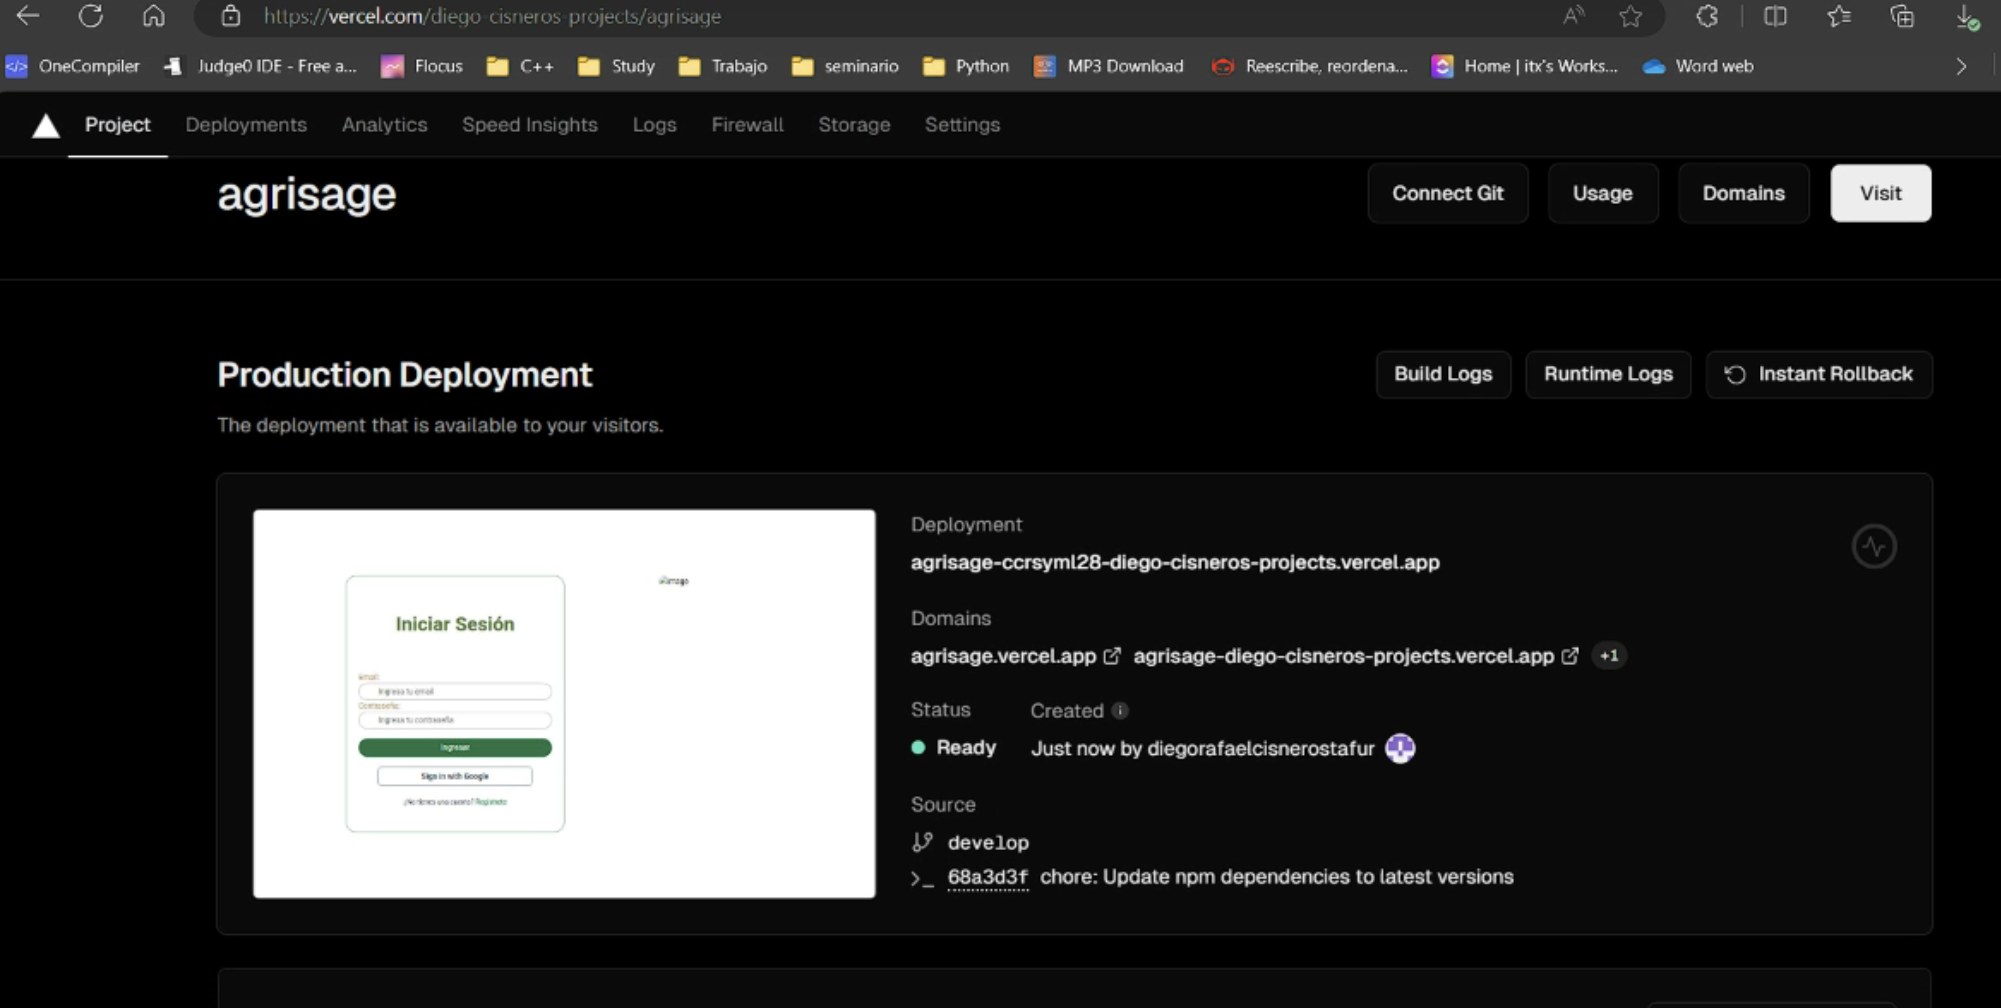 https://vercel.com/diego-cisneros-projects/agrisage
OneCompiler Judge0 IDE - Free a... Flocus C++ Study Trabajo seminario Python MP3 Download Reescribe, reordena... Home | itx's Works... Word web
Project Deployments Analytics Speed Insights Logs Firewall Storage Settings
agrisage
Connect Git Usage Domains Visit
Production Deployment
Build Logs Runtime Logs Instant Rollback
The deployment that is available to your visitors.
Iniciar Sesión
Email:
Ingresa tu email
Contraseña:
Ingresa tu contraseña
Ingresar
Sign in with Google
¿No tienes una cuenta? Regístrate
image
Deployment
agrisage-ccrsyml28-diego-cisneros-projects.vercel.app
Domains
agrisage.vercel.app agrisage-diego-cisneros-projects.vercel.app +1
Status Created
Ready Just now by diegorafaelcisnerostafur
Source
develop
68a3d3f chore: Update npm dependencies to latest versions